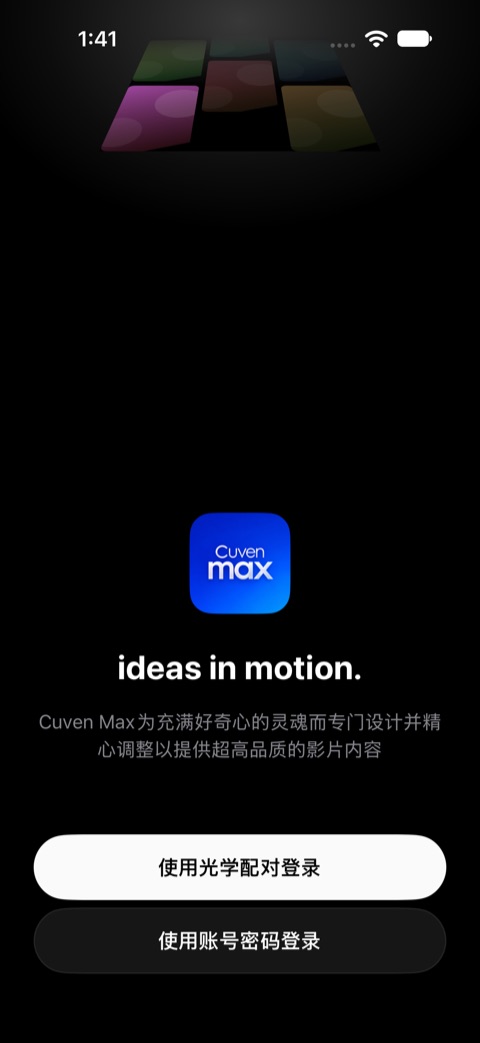 1:41
Cuven
max
ideas in motion.
Cuven Max为充满好奇心的灵魂而专门设计并精
心调整以提供超高品质的影片内容
使用光学配对登录
使用账号密码登录